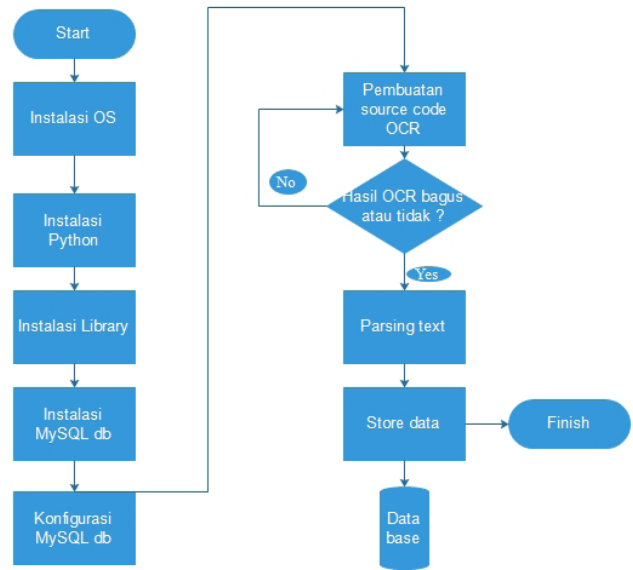 Start
Instalasi OS
Instalasi
Python
Instalasi Library
Instalasi
MySQL db
Konfigurasi
MySQL db
Pembuatan
source code
OCR
Hasil OCR bagus
atau tidak ?
No
Yes
Parsing text
Store data
Finish
Data
base